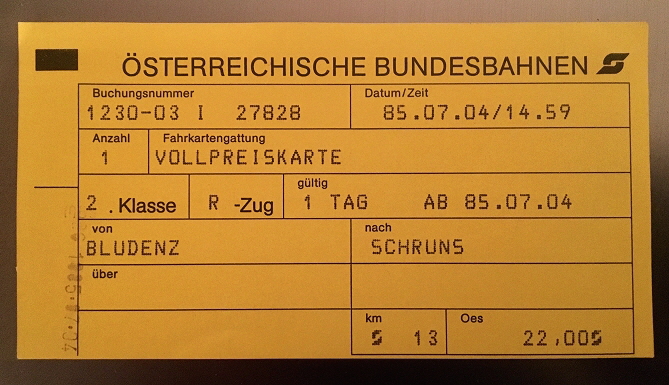 ÖSTERREICHISCHE BUNDESBAHNEN
Buchungsnummer Datum/Zeit
1230-03 I 27828 85.07.04/14.59
Anzahl Fahrkartengattung
1 VOLLPREISKARTE
gültig
2 . Klasse R -Zug 1 TAG AB 85.07.04
von nach
BLUDENZ SCHRUNS
über
km Oes
13 22,00